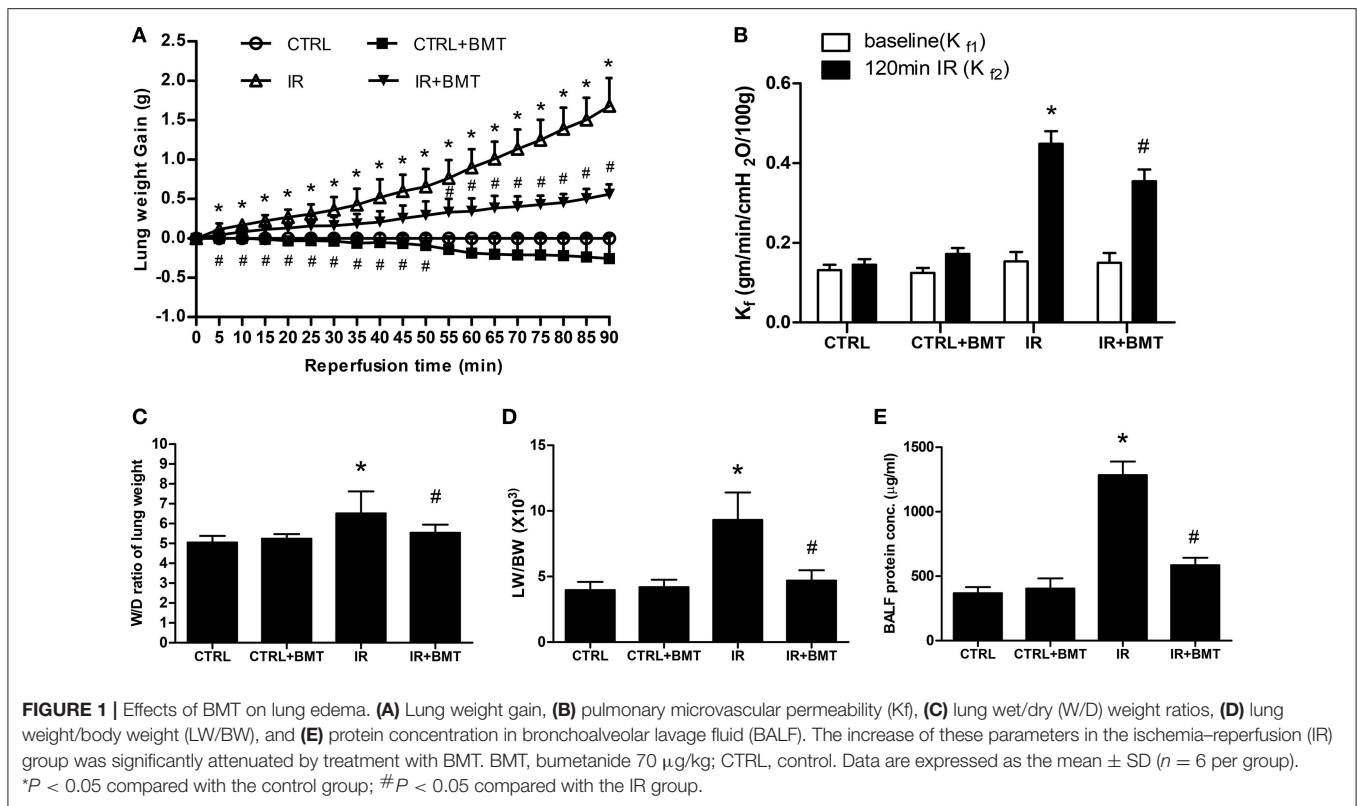 A
2.5
2.0
1.5
1.0
0.5
0.0
-0.5
-1.0
Lung weight Gain (g)
CTRL
CTRL+BMT
IR
IR+BMT
* * * * * * * * * * * * * * * * * *
# # # # # # # #
# # # # # # # # # #
0 5 10 15 20 25 30 35 40 45 50 55 60 65 70 75 80 85 90
Reperfusion time (min)
B
baseline(K f1)
120min IR (K f2)
0.6
0.4
0.2
0.0
Kf (gm/min/cmH 2O/100g)
*
#
CTRL CTRL+BMT IR IR+BMT
C
10
9
8
7
6
5
4
3
2
1
0
W/D ratio of lung weight
*
#
CTRL CTRL+BMT IR IR+BMT
D
15
10
5
0
LW/BW (X10³)
*
#
CTRL CTRL+BMT IR IR+BMT
E
1500
1000
500
0
BALF protein conc. (μg/ml)
*
#
CTRL CTRL+BMT IR IR+BMT
FIGURE 1 | Effects of BMT on lung edema. (A) Lung weight gain, (B) pulmonary microvascular permeability (Kf), (C) lung wet/dry (W/D) weight ratios, (D) lung
weight/body weight (LW/BW), and (E) protein concentration in bronchoalveolar lavage fluid (BALF). The increase of these parameters in the ischemia–reperfusion (IR)
group was significantly attenuated by treatment with BMT. BMT, bumetanide 70 μg/kg; CTRL, control. Data are expressed as the mean ± SD (n = 6 per group).
*P < 0.05 compared with the control group; #P < 0.05 compared with the IR group.